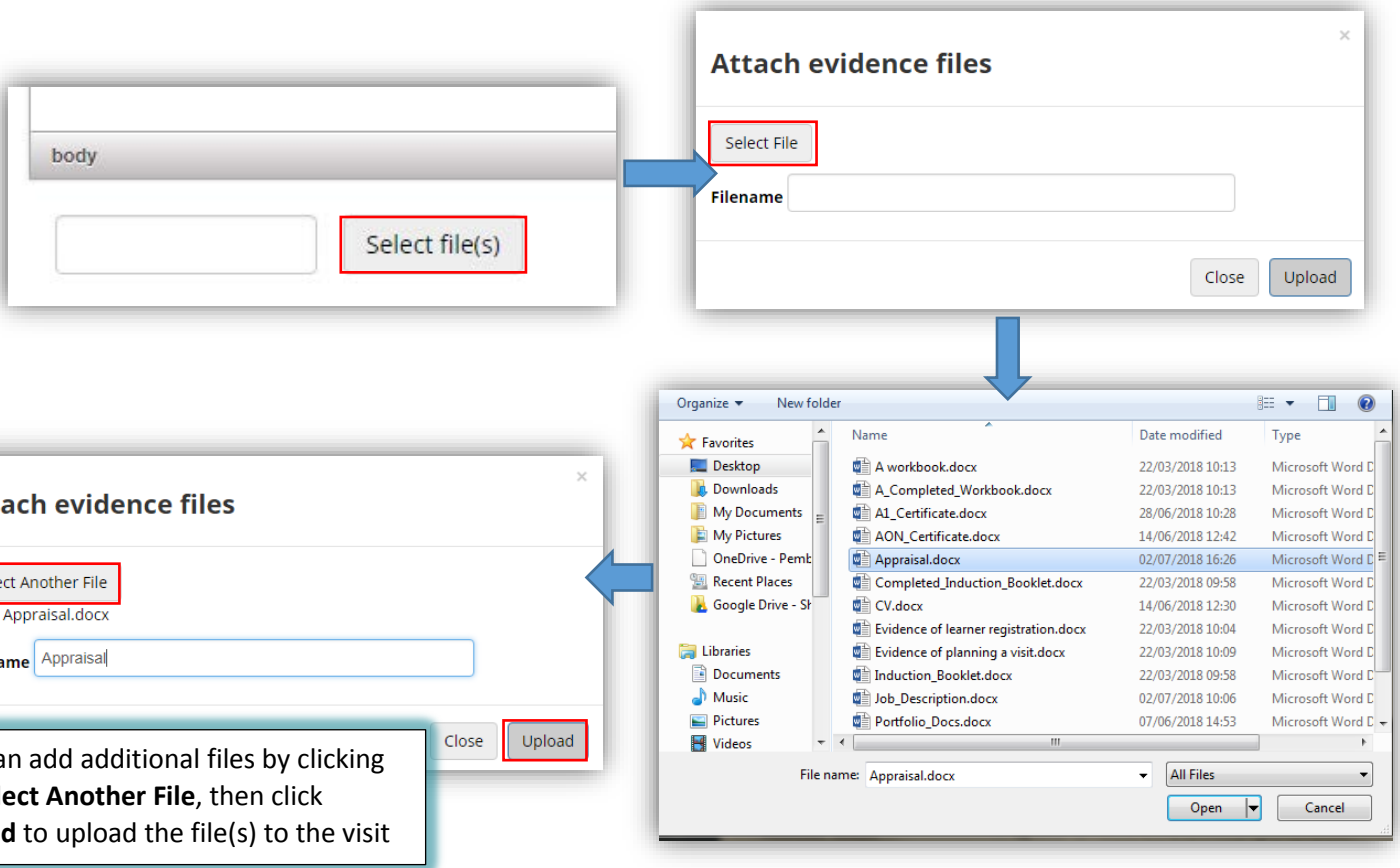 body
Select file(s)
×
Attach evidence files
Select File
Filename
Close Upload
Organize New folder
Favorites
Desktop
Downloads
My Documents
My Pictures
OneDrive - Pemb
Recent Places
Google Drive - Sh
Libraries
Documents
Music
Pictures
Videos
Name Date modified Type
A workbook.docx 22/03/2018 10:13 Microsoft Word D
A_Completed_Workbook.docx 22/03/2018 10:13 Microsoft Word D
A1_Certificate.docx 28/06/2018 10:28 Microsoft Word D
AON_Certificate.docx 14/06/2018 12:42 Microsoft Word D
Appraisal.docx 02/07/2018 16:26 Microsoft Word D
Completed_Induction_Booklet.docx 22/03/2018 09:58 Microsoft Word D
CV.docx 14/06/2018 12:30 Microsoft Word D
Evidence of learner registration.docx 22/03/2018 10:04 Microsoft Word D
Evidence of planning a visit.docx 22/03/2018 10:09 Microsoft Word D
Induction_Booklet.docx 22/03/2018 09:58 Microsoft Word D
Job_Description.docx 02/07/2018 10:06 Microsoft Word D
Portfolio_Docs.docx 07/06/2018 14:53 Microsoft Word D
File name: Appraisal.docx All Files
Open Cancel
×
ach evidence files
ect Another File
Appraisal.docx
ame Appraisal
Close Upload
an add additional files by clicking
lect Another File, then click
d to upload the file(s) to the visit